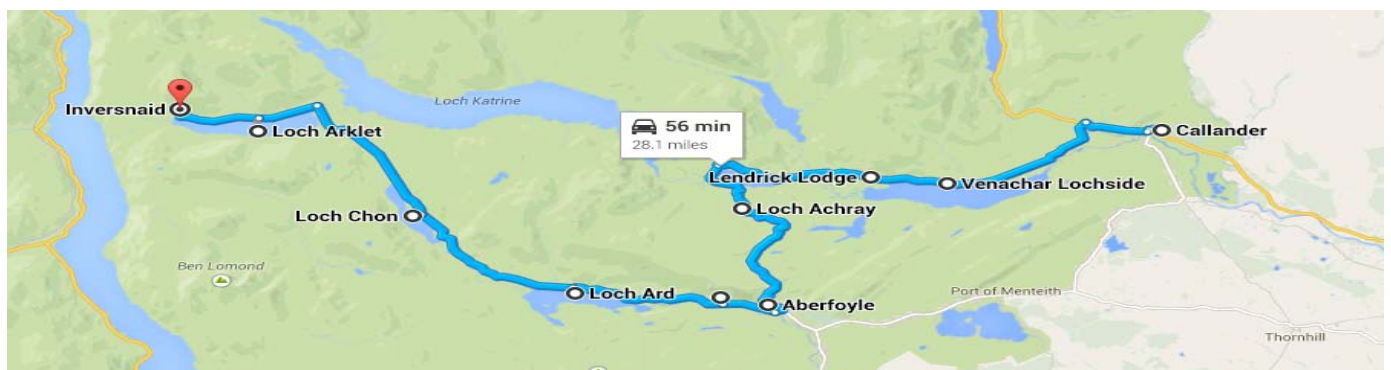 Inversnaid
Loch Katrine
Loch Arklet
56 min
28.1 miles
Callander
Lendrick Lodge
Venachar Lochside
Loch Achray
Loch Chon
Ben Lomond
Loch Ard
Aberfoyle
Port of Menteith
Thornhill